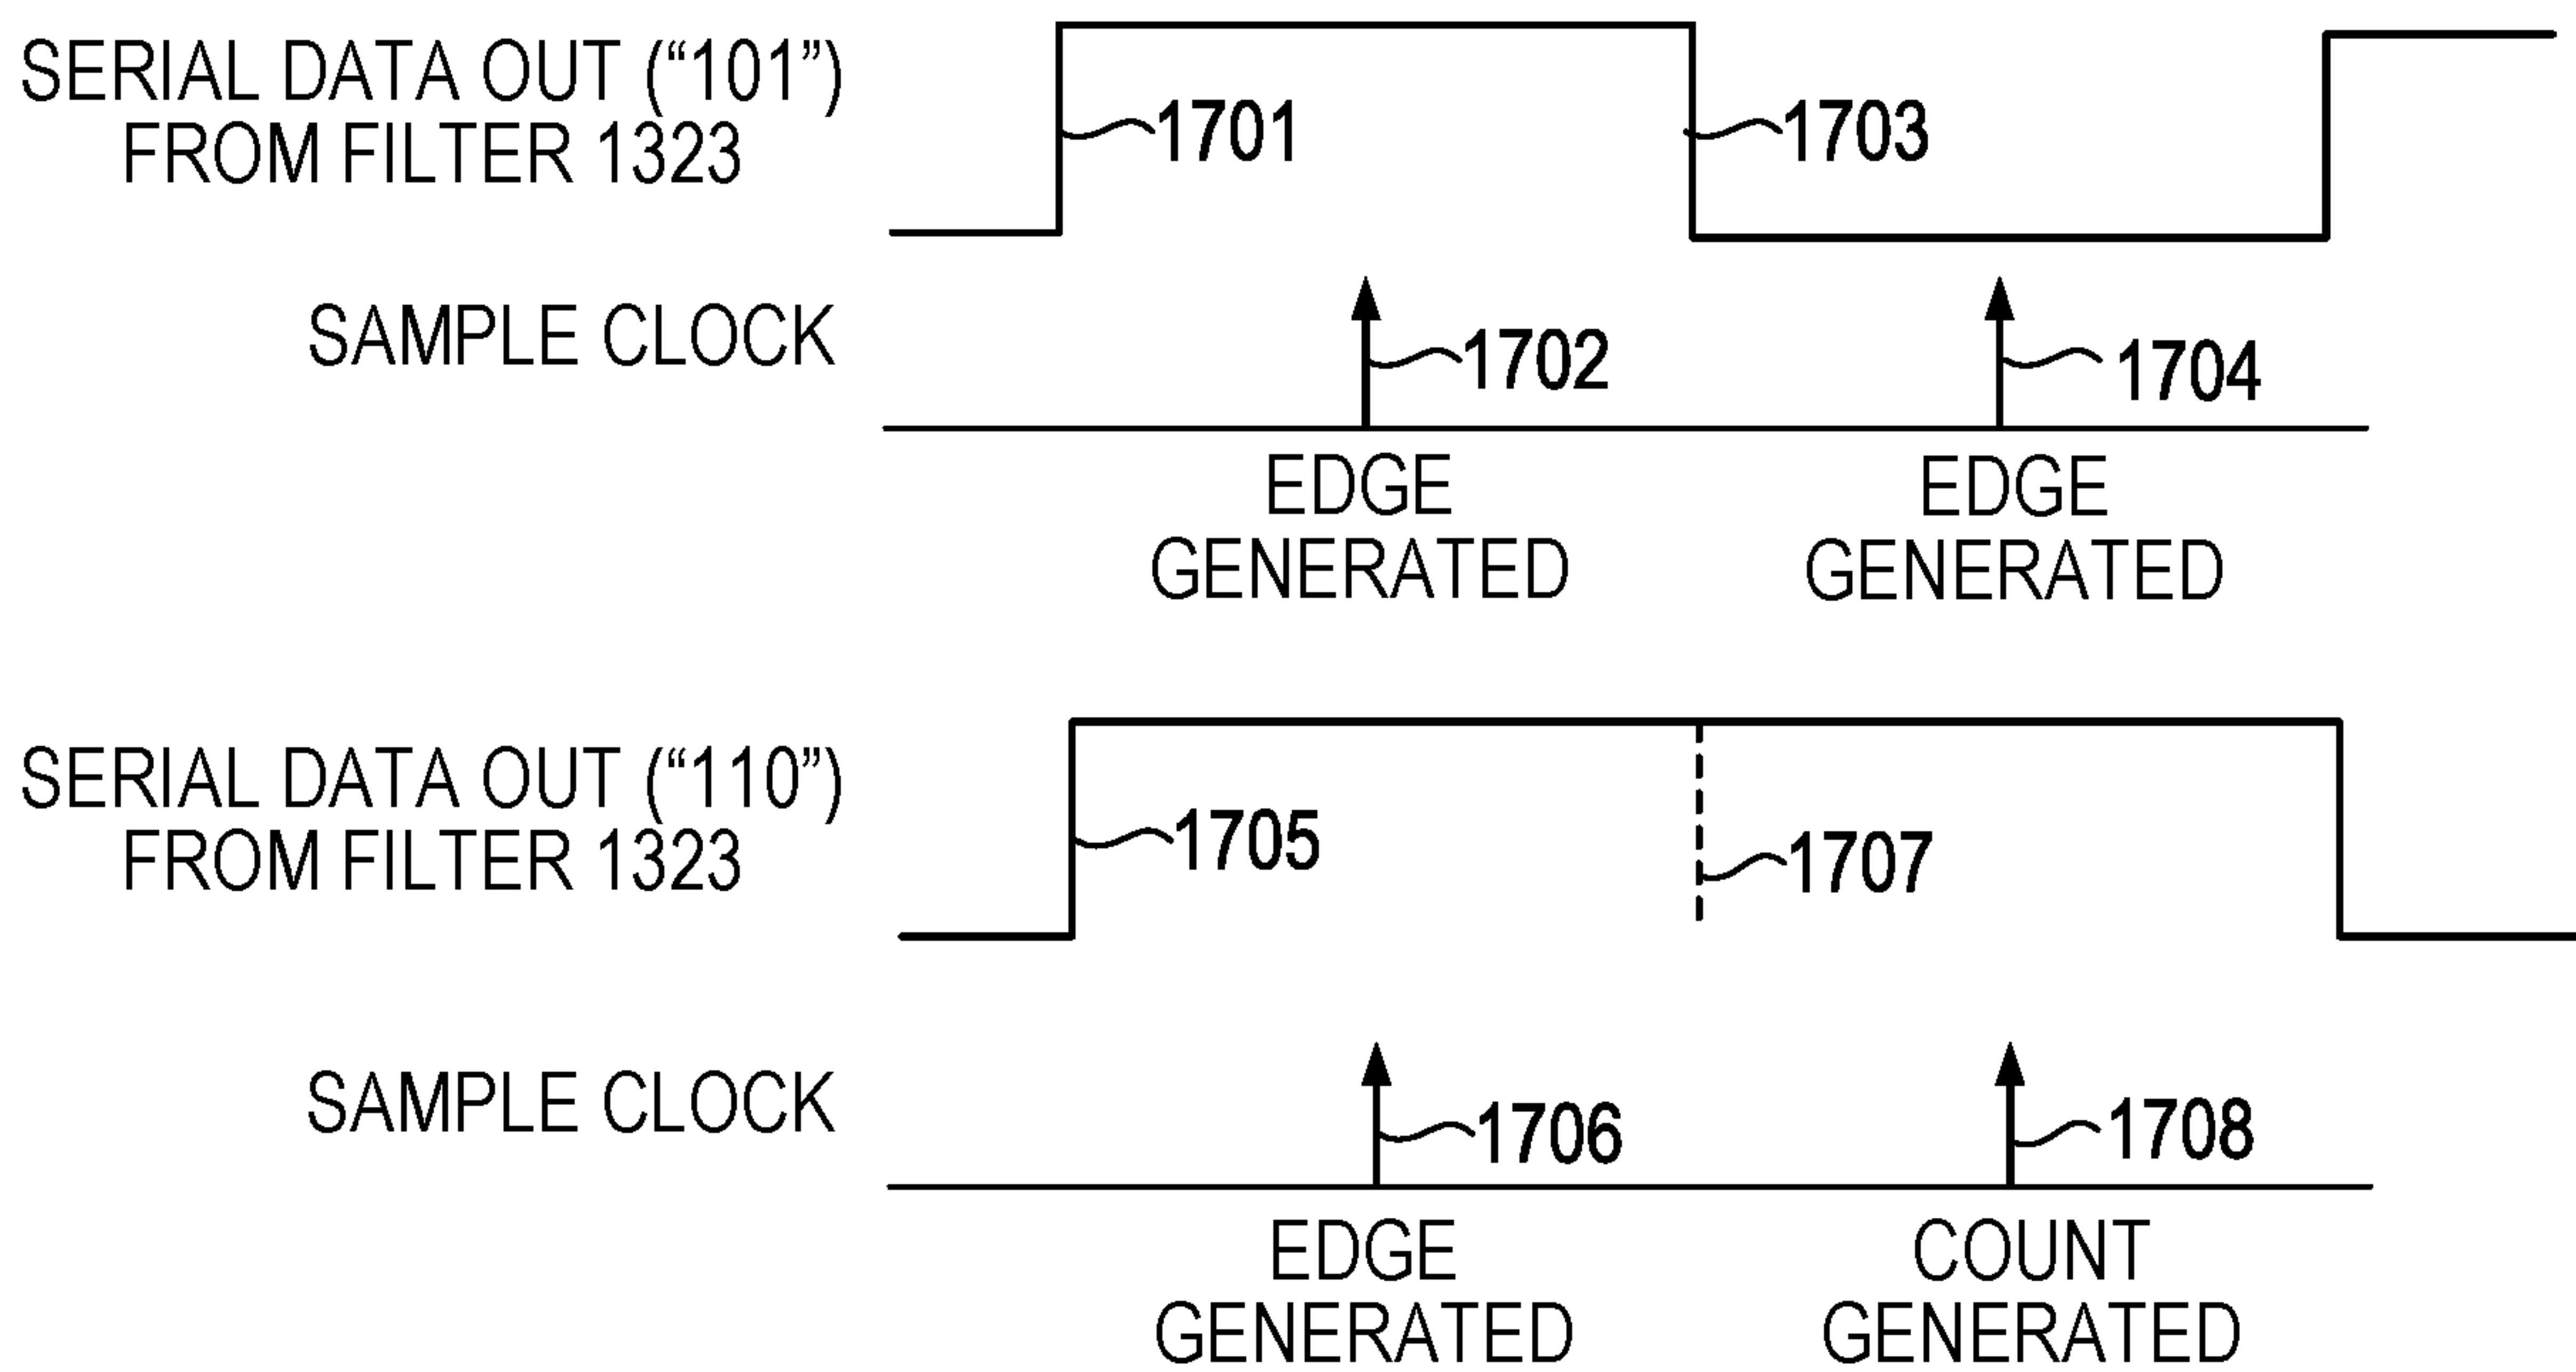 SERIAL DATA OUT (“101”)
FROM FILTER 1323
1701
1703
SAMPLE CLOCK
1702
1704
EDGE
GENERATED
EDGE
GENERATED
SERIAL DATA OUT (“110”)
FROM FILTER 1323
1705
1707
SAMPLE CLOCK
1706
1708
EDGE
GENERATED
COUNT
GENERATED